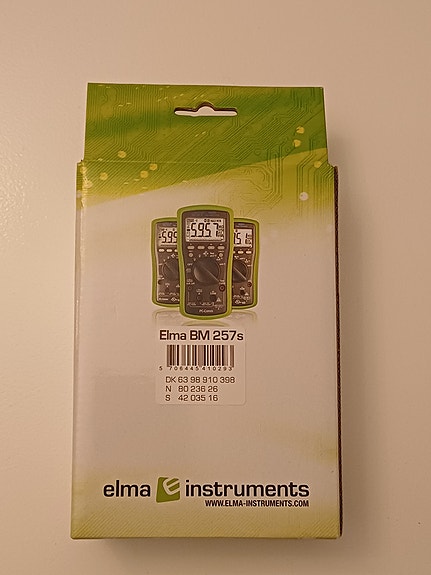 5957
Elma BM 257s
5 706445 410293
DK 63 98 910 398
N 80 236 26
S 42 035 16
elma instruments
WWW.ELMA-INSTRUMENTS.COM